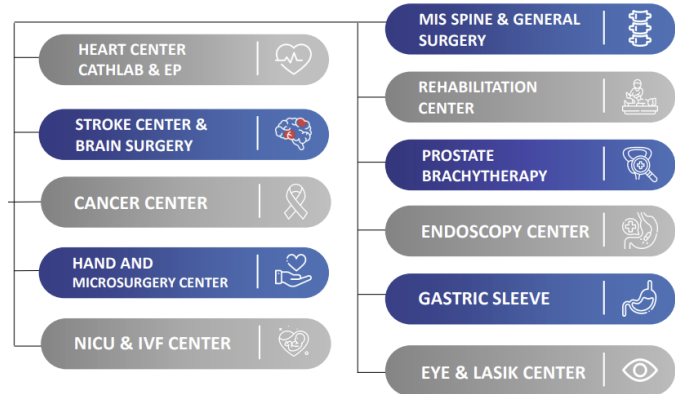 HEART CENTER
CATHLAB & EP
STROKE CENTER &
BRAIN SURGERY
CANCER CENTER
HAND AND
MICROSURGERY CENTER
NICU & IVF CENTER
MIS SPINE & GENERAL
SURGERY
REHABILITATION
CENTER
PROSTATE
BRACHYTHERAPY
ENDOSCOPY CENTER
GASTRIC SLEEVE
EYE & LASIK CENTER